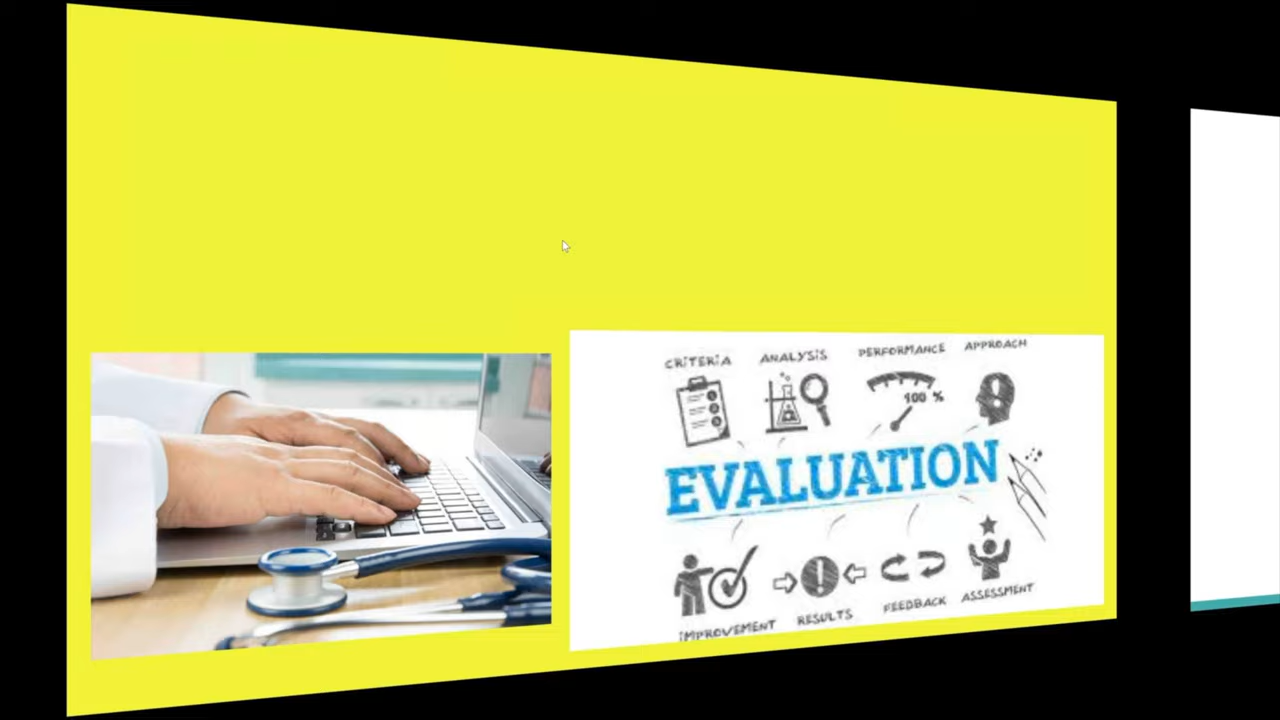 CRITERIA ANALYSIS PERFORMANCE APPROACH
100 %
EVALUATION
IMPROVEMENT RESULTS FEEDBACK ASSESSMENT